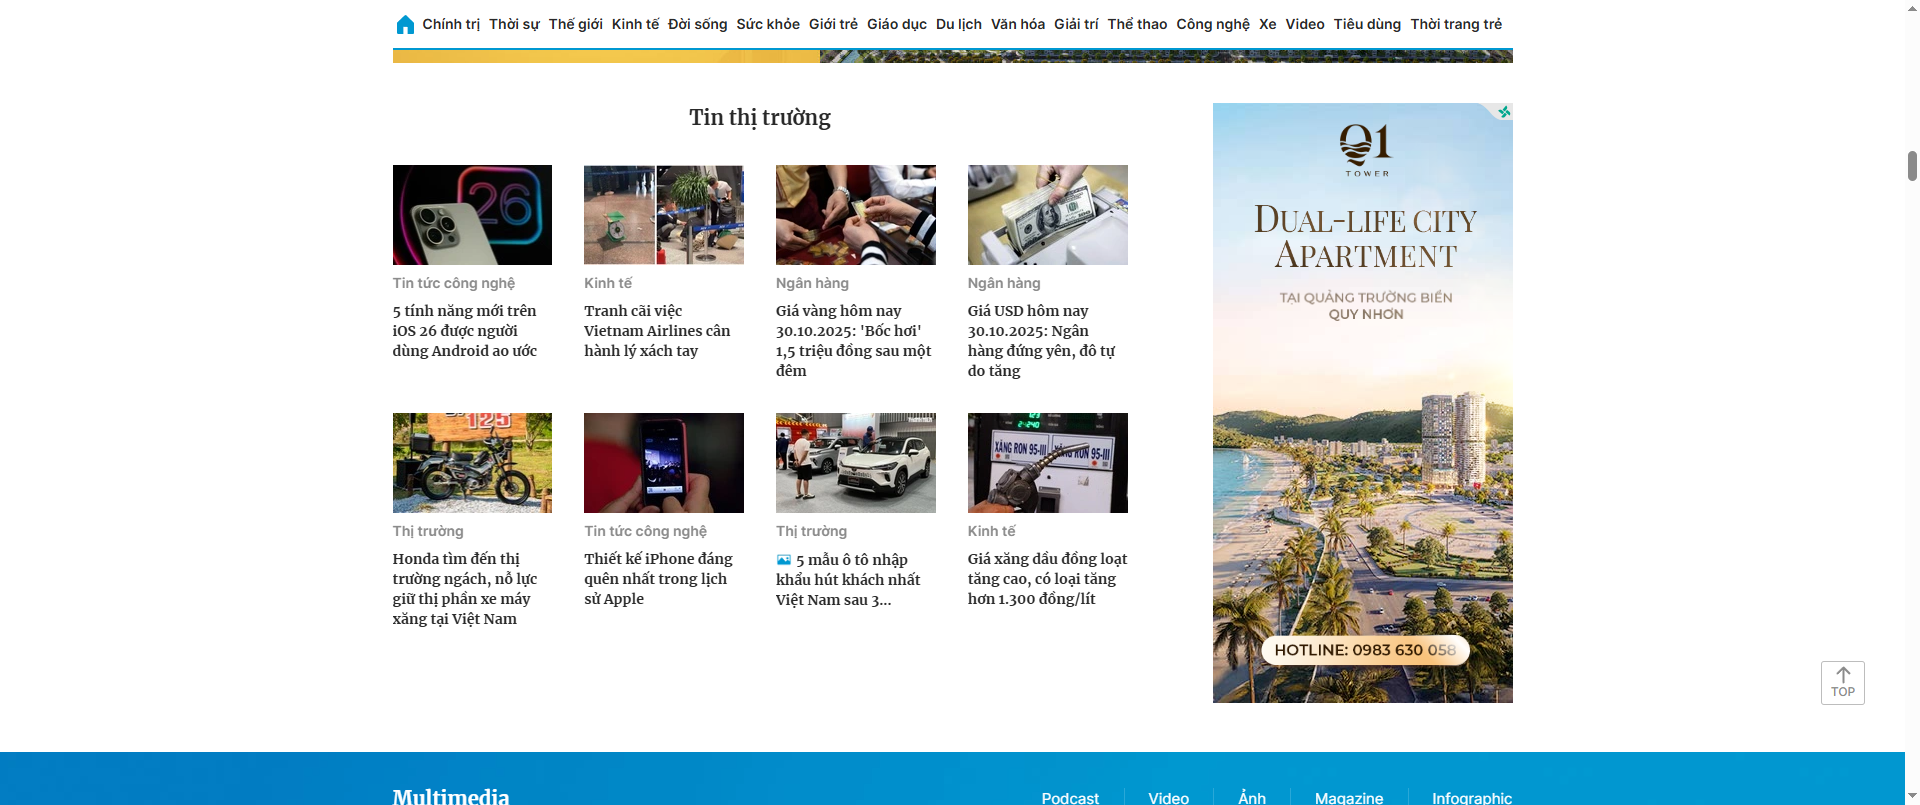 Chính trị Thời sự Thế giới Kinh tế Đời sống Sức khỏe Giới trẻ Giáo dục Du lịch Văn hóa Giải trí Thể thao Công nghệ Xe Video Tiêu dùng Thời trang trẻ
Tin thị trường
26
Tin tức công nghệ
5 tính năng mới trên
iOS 26 được người
dùng Android ao ước
Kinh tế
Tranh cãi việc
Vietnam Airlines cân
hành lý xách tay
Ngân hàng
Giá vàng hôm nay
30.10.2025: 'Bốc hơi'
1,5 triệu đồng sau một
đêm
Ngân hàng
Giá USD hôm nay
30.10.2025: Ngân
hàng đứng yên, đô tự
do tăng
125
Thị trường
Honda tìm đến thị
trường ngách, nỗ lực
giữ thị phần xe máy
xăng tại Việt Nam
Tin tức công nghệ
Thiết kế iPhone đáng
quên nhất trong lịch
sử Apple
Thị trường
5 mẫu ô tô nhập
khẩu hút khách nhất
Việt Nam sau 3...
XĂNG RON 95-III
XĂNG RON 95-III
Kinh tế
Giá xăng dầu đồng loạt
tăng cao, có loại tăng
hơn 1.300 đồng/lít
Q1
TOWER
DUAL-LIFE CITY
APARTMENT
TẠI QUẢNG TRƯỜNG BIỂN
QUY NHƠN
HOTLINE: 0983 630 058
TOP
Multimedia
Podcast Video Ảnh Magazine Infographic